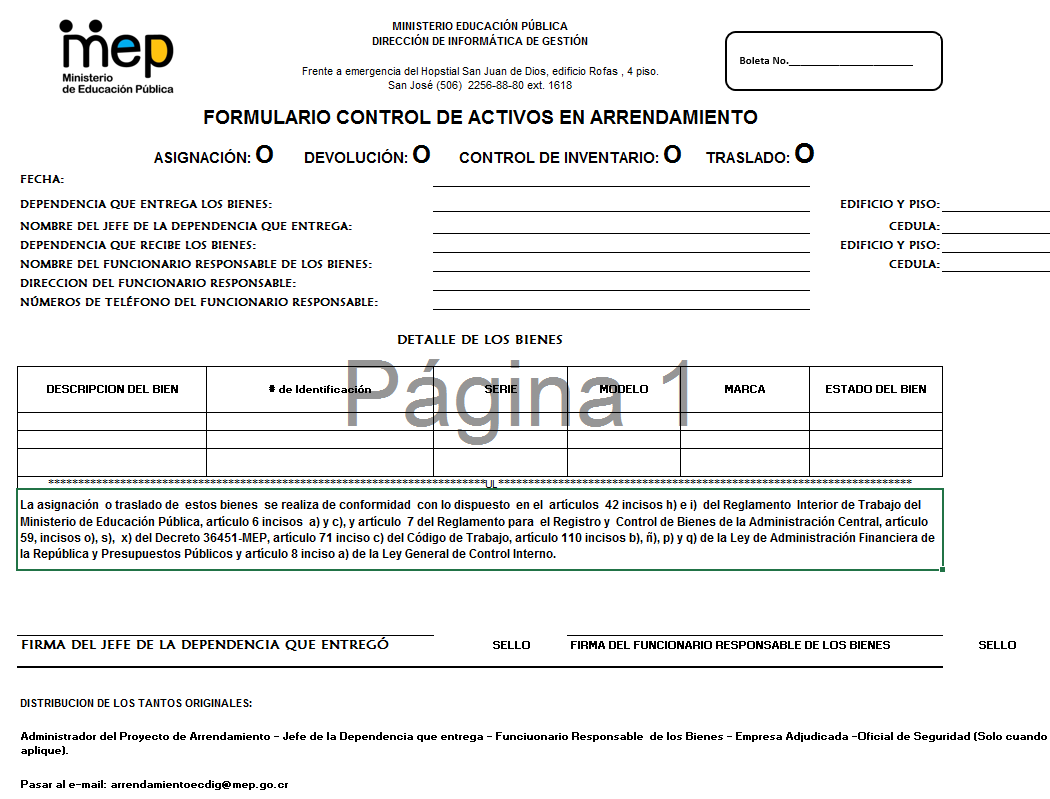 mep
Ministerio
de Educación Pública
MINISTERIO EDUCACIÓN PÚBLICA
DIRECCIÓN DE INFORMÁTICA DE GESTIÓN
Frente a emergencia del Hopstial San Juan de Dios, edificio Rofas , 4 piso.
San José (506) 2256-88-80 ext. 1618
Boleta No.______________________
FORMULARIO CONTROL DE ACTIVOS EN ARRENDAMIENTO
ASIGNACIÓN: O DEVOLUCIÓN: O CONTROL DE INVENTARIO: O TRASLADO: O
FECHA:
DEPENDENCIA QUE ENTREGA LOS BIENES: EDIFICIO Y PISO:
NOMBRE DEL JEFE DE LA DEPENDENCIA QUE ENTREGA: CEDULA:
DEPENDENCIA QUE RECIBE LOS BIENES: EDIFICIO Y PISO:
NOMBRE DEL FUNCIONARIO RESPONSABLE DE LOS BIENES: CEDULA:
DIRECCION DEL FUNCIONARIO RESPONSABLE:
NÚMEROS DE TELÉFONO DEL FUNCIONARIO RESPONSABLE:
DETALLE DE LOS BIENES
Página 1
DESCRIPCION DEL BIEN # de Identificación SERIE MODELO MARCA ESTADO DEL BIEN
UL
La asignación o traslado de estos bienes se realiza de conformidad con lo dispuesto en el artículos 42 incisos h) e i) del Reglamento Interior de Trabajo del
Ministerio de Educación Pública, artículo 6 incisos a) y c), y artículo 7 del Reglamento para el Registro y Control de Bienes de la Administración Central, artículo
59, incisos o), s), x) del Decreto 36451-MEP, artículo 71 inciso c) del Código de Trabajo, artículo 110 incisos b), ñ), p) y q) de la Ley de Administración Financiera de
la República y Presupuestos Públicos y artículo 8 inciso a) de la Ley General de Control Interno.
FIRMA DEL JEFE DE LA DEPENDENCIA QUE ENTREGÓ SELLO FIRMA DEL FUNCIONARIO RESPONSABLE DE LOS BIENES SELLO
DISTRIBUCION DE LOS TANTOS ORIGINALES:
Administrador del Proyecto de Arrendamiento - Jefe de la Dependencia que entrega - Funciuonario Responsable de los Bienes - Empresa Adjudicada -Oficial de Seguridad (Solo cuando
aplique).
Pasar al e-mail: arrendamientoecdig@mep.go.cr